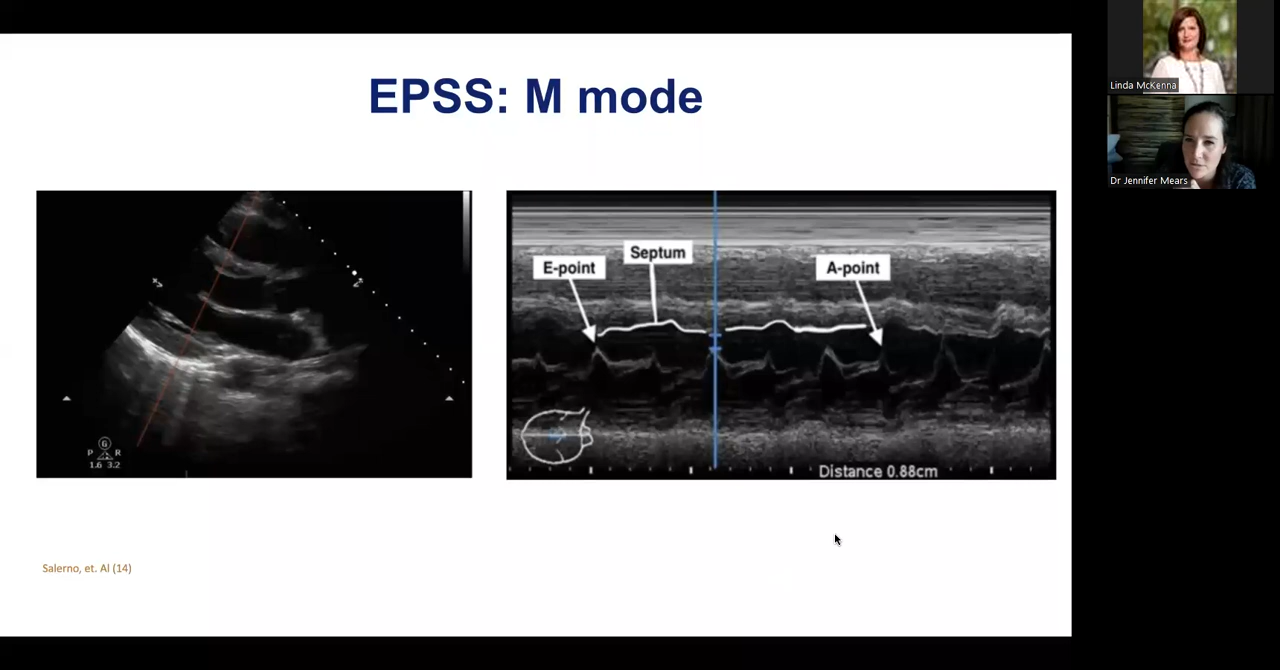 EPSS: M mode
Linda McKenna
Dr Jennifer Mears
G
P R
1.6 3.2
E-point
Septum
A-point
Distance 0.88cm
Salerno, et. Al (14)